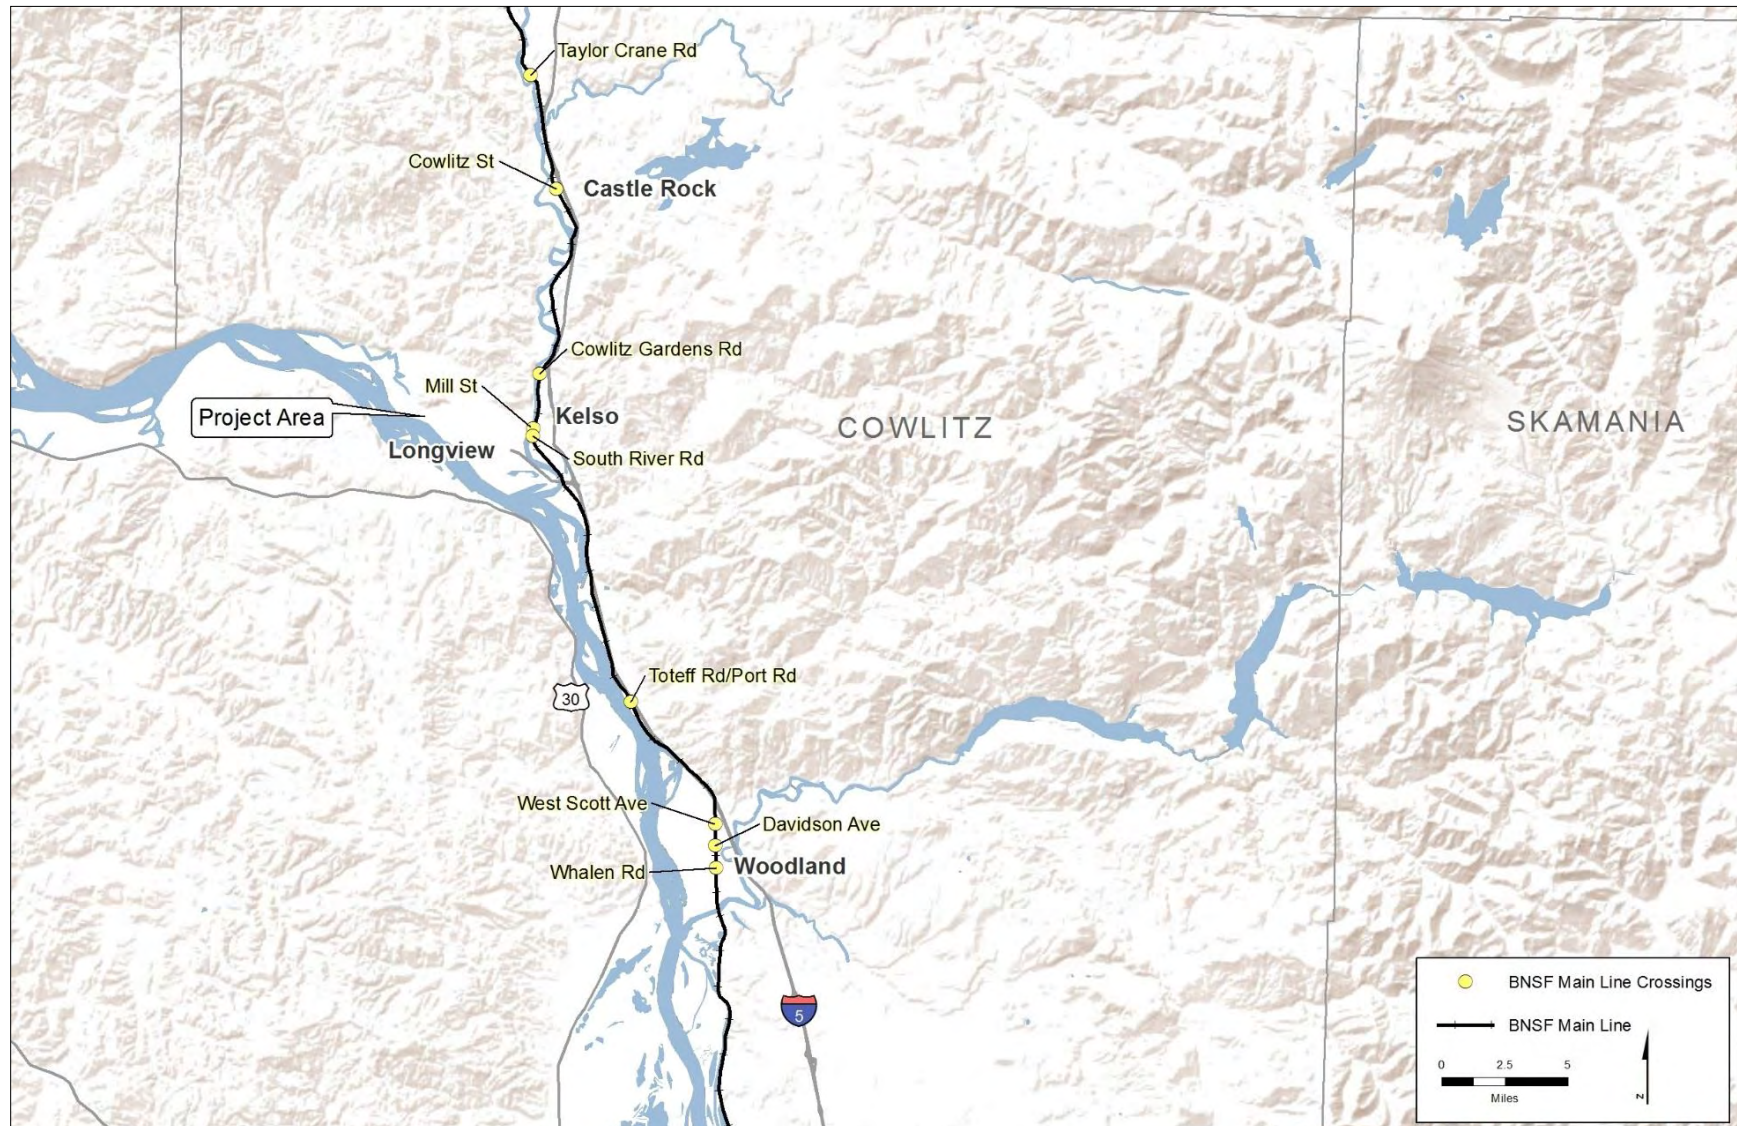 Taylor Crane Rd
Cowlitz St
Castle Rock
Cowlitz Gardens Rd
Mill St
Project Area
Kelso
COWLITZ
SKAMANIA
Longview
South River Rd
Toteff Rd/Port Rd
30
West Scott Ave
Davidson Ave
Whalen Rd
Woodland
5
BNSF Main Line Crossings
BNSF Main Line
0 2.5 5
Miles
N